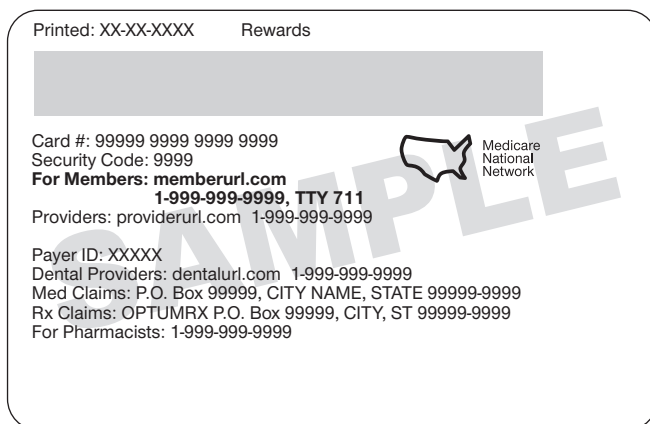 Printed: XX-XX-XXXX Rewards
Card #: 99999 9999 9999 9999
Security Code: 9999
For Members: memberurl.com
1-999-999-9999, TTY 711
Providers: providerurl.com 1-999-999-9999
Medicare
National
Network
Payer ID: XXXXX
Dental Providers: dentalurl.com 1-999-999-9999
Med Claims: P.O. Box 99999, CITY NAME, STATE 99999-9999
Rx Claims: OPTUMRX P.O. Box 99999, CITY, ST 99999-9999
For Pharmacists: 1-999-999-9999
SAMPLE